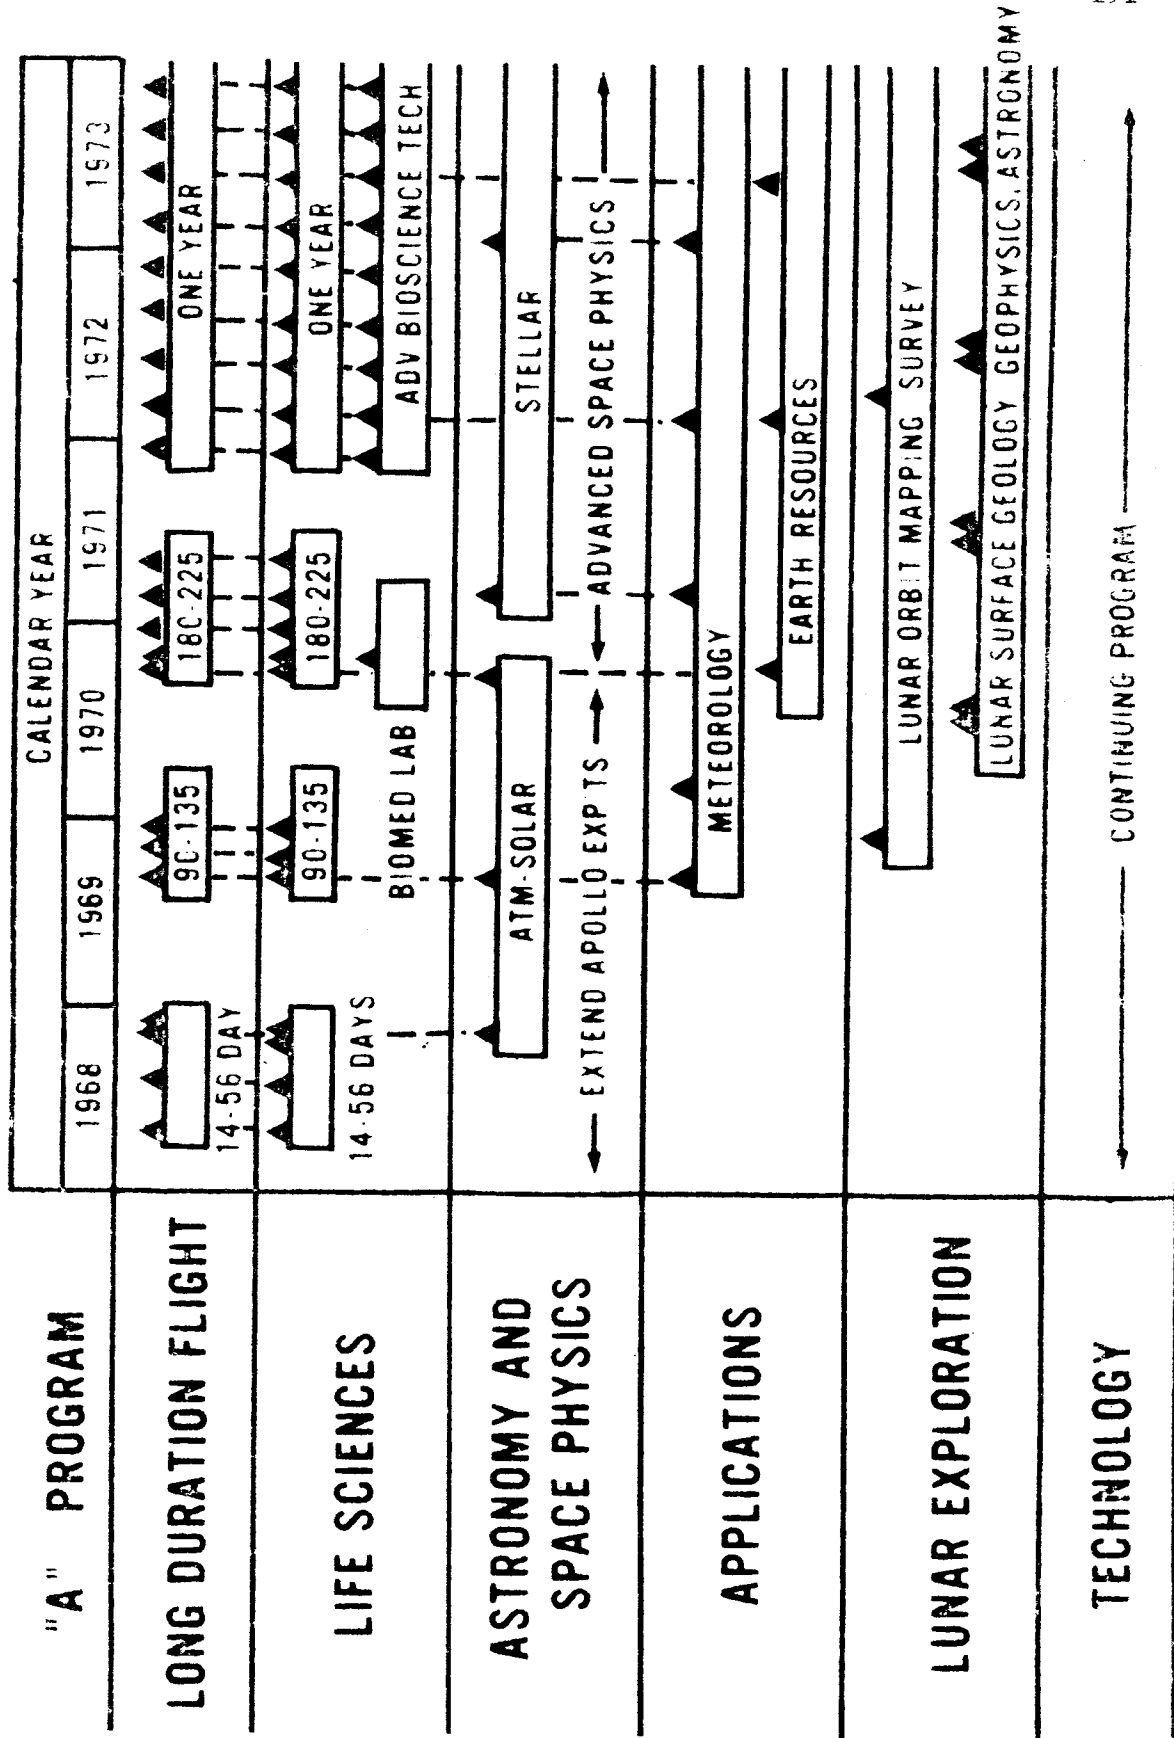 CALENDAR YEAR
"A" PROGRAM
1968
1969
1970
1971
1972
1973
LONG DURATION FLIGHT
14-56 DAY
90-135
180-225
ONE YEAR
LIFE SCIENCES
14-56 DAYS
90-135
180-225
ONE YEAR
BIOMED LAB
ADV BIOSCIENCE TECH
ASTRONOMY AND
SPACE PHYSICS
ATM-SOLAR
STELLAR
EXTEND APOLLO EXP'TS
ADVANCED SPACE PHYSICS
APPLICATIONS
METEOROLOGY
EARTH RESOURCES
LUNAR EXPLORATION
LUNAR ORBIT MAPPING SURVEY
LUNAR SURFACE GEOLOGY GEOPHYSICS, ASTRONOMY
TECHNOLOGY
CONTINUING PROGRAM